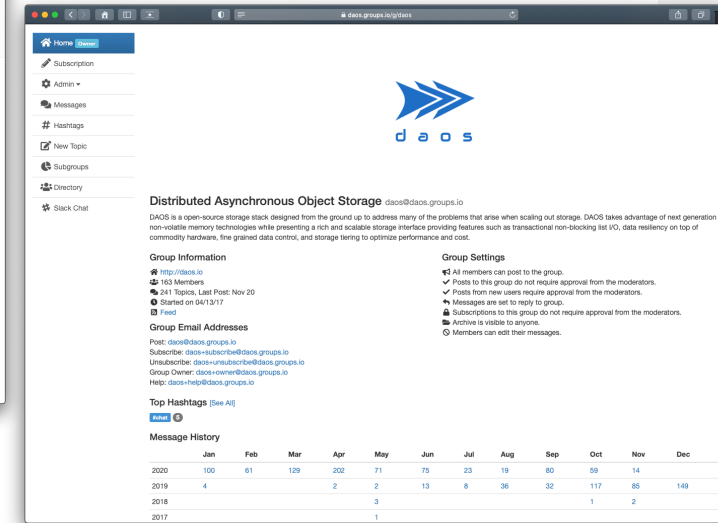 daos.groups.io/g/daos
Home Owner
Subscription
Admin
Messages
# Hashtags
New Topic
Subgroups
Directory
Slack Chat
daos
Distributed Asynchronous Object Storage daos@daos.groups.io
DAOS is a open-source storage stack designed from the ground up to address many of the problems that arise when scaling out storage. DAOS takes advantage of next generation
non-volatile memory technologies while presenting a rich and scalable storage interface providing features such as transactional non-blocking list I/O, data resiliency on top of
commodity hardware, fine grained data control, and storage tiering to optimize performance and cost.
Group Information
http://daos.io
163 Members
241 Topics, Last Post: Nov 20
Started on 04/13/17
Feed
Group Email Addresses
Post: daos@daos.groups.io
Subscribe: daos+subscribe@daos.groups.io
Unsubscribe: daos+unsubscribe@daos.groups.io
Group Owner: daos+owner@daos.groups.io
Help: daos+help@daos.groups.io
Group Settings
All members can post to the group.
Posts to this group do not require approval from the moderators.
Posts from new users require approval from the moderators.
Messages are set to reply to group.
Subscriptions to this group do not require approval from the moderators.
Archive is visible to anyone.
Members can edit their messages.
Top Hashtags [See All]
#chat 5
Message History
Jan Feb Mar Apr May Jun Jul Aug Sep Oct Nov Dec
2020 100 61 129 202 71 75 23 19 80 59 14
2019 4 2 2 13 8 36 32 117 85 149
2018 3 1 2
2017 1